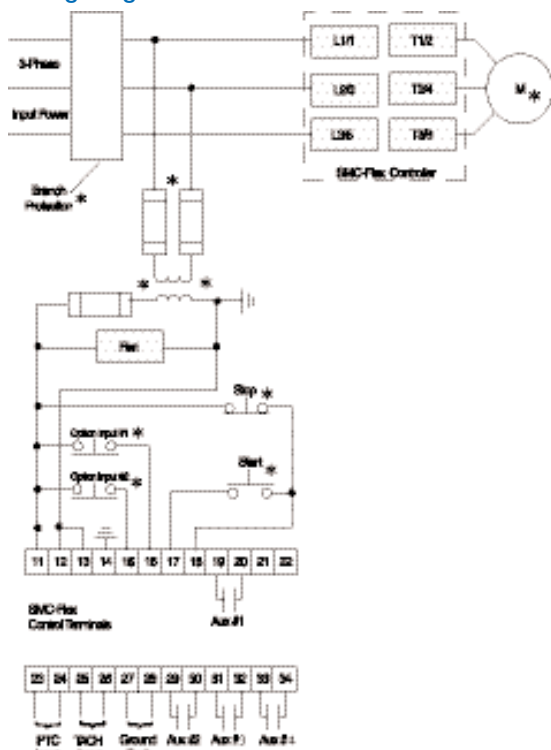 3-Phase
Input Power
L1/1 T1/2
L2/3 T2/4
L3/5 T3/6
M *
SMC-Flex Controller
Branch
Protection *
*
* *
Fan
Stop *
Option Input #1 *
Option Input #2 *
Start *
11 12 13 14 15 16 17 18 19 20 21 22
SMC-Flex
Control Terminals
Aux #1
23 24 25 26 27 28 29 30 31 32 33 34
PTC TACH Ground Aux #2 Aux #3 Aux #4